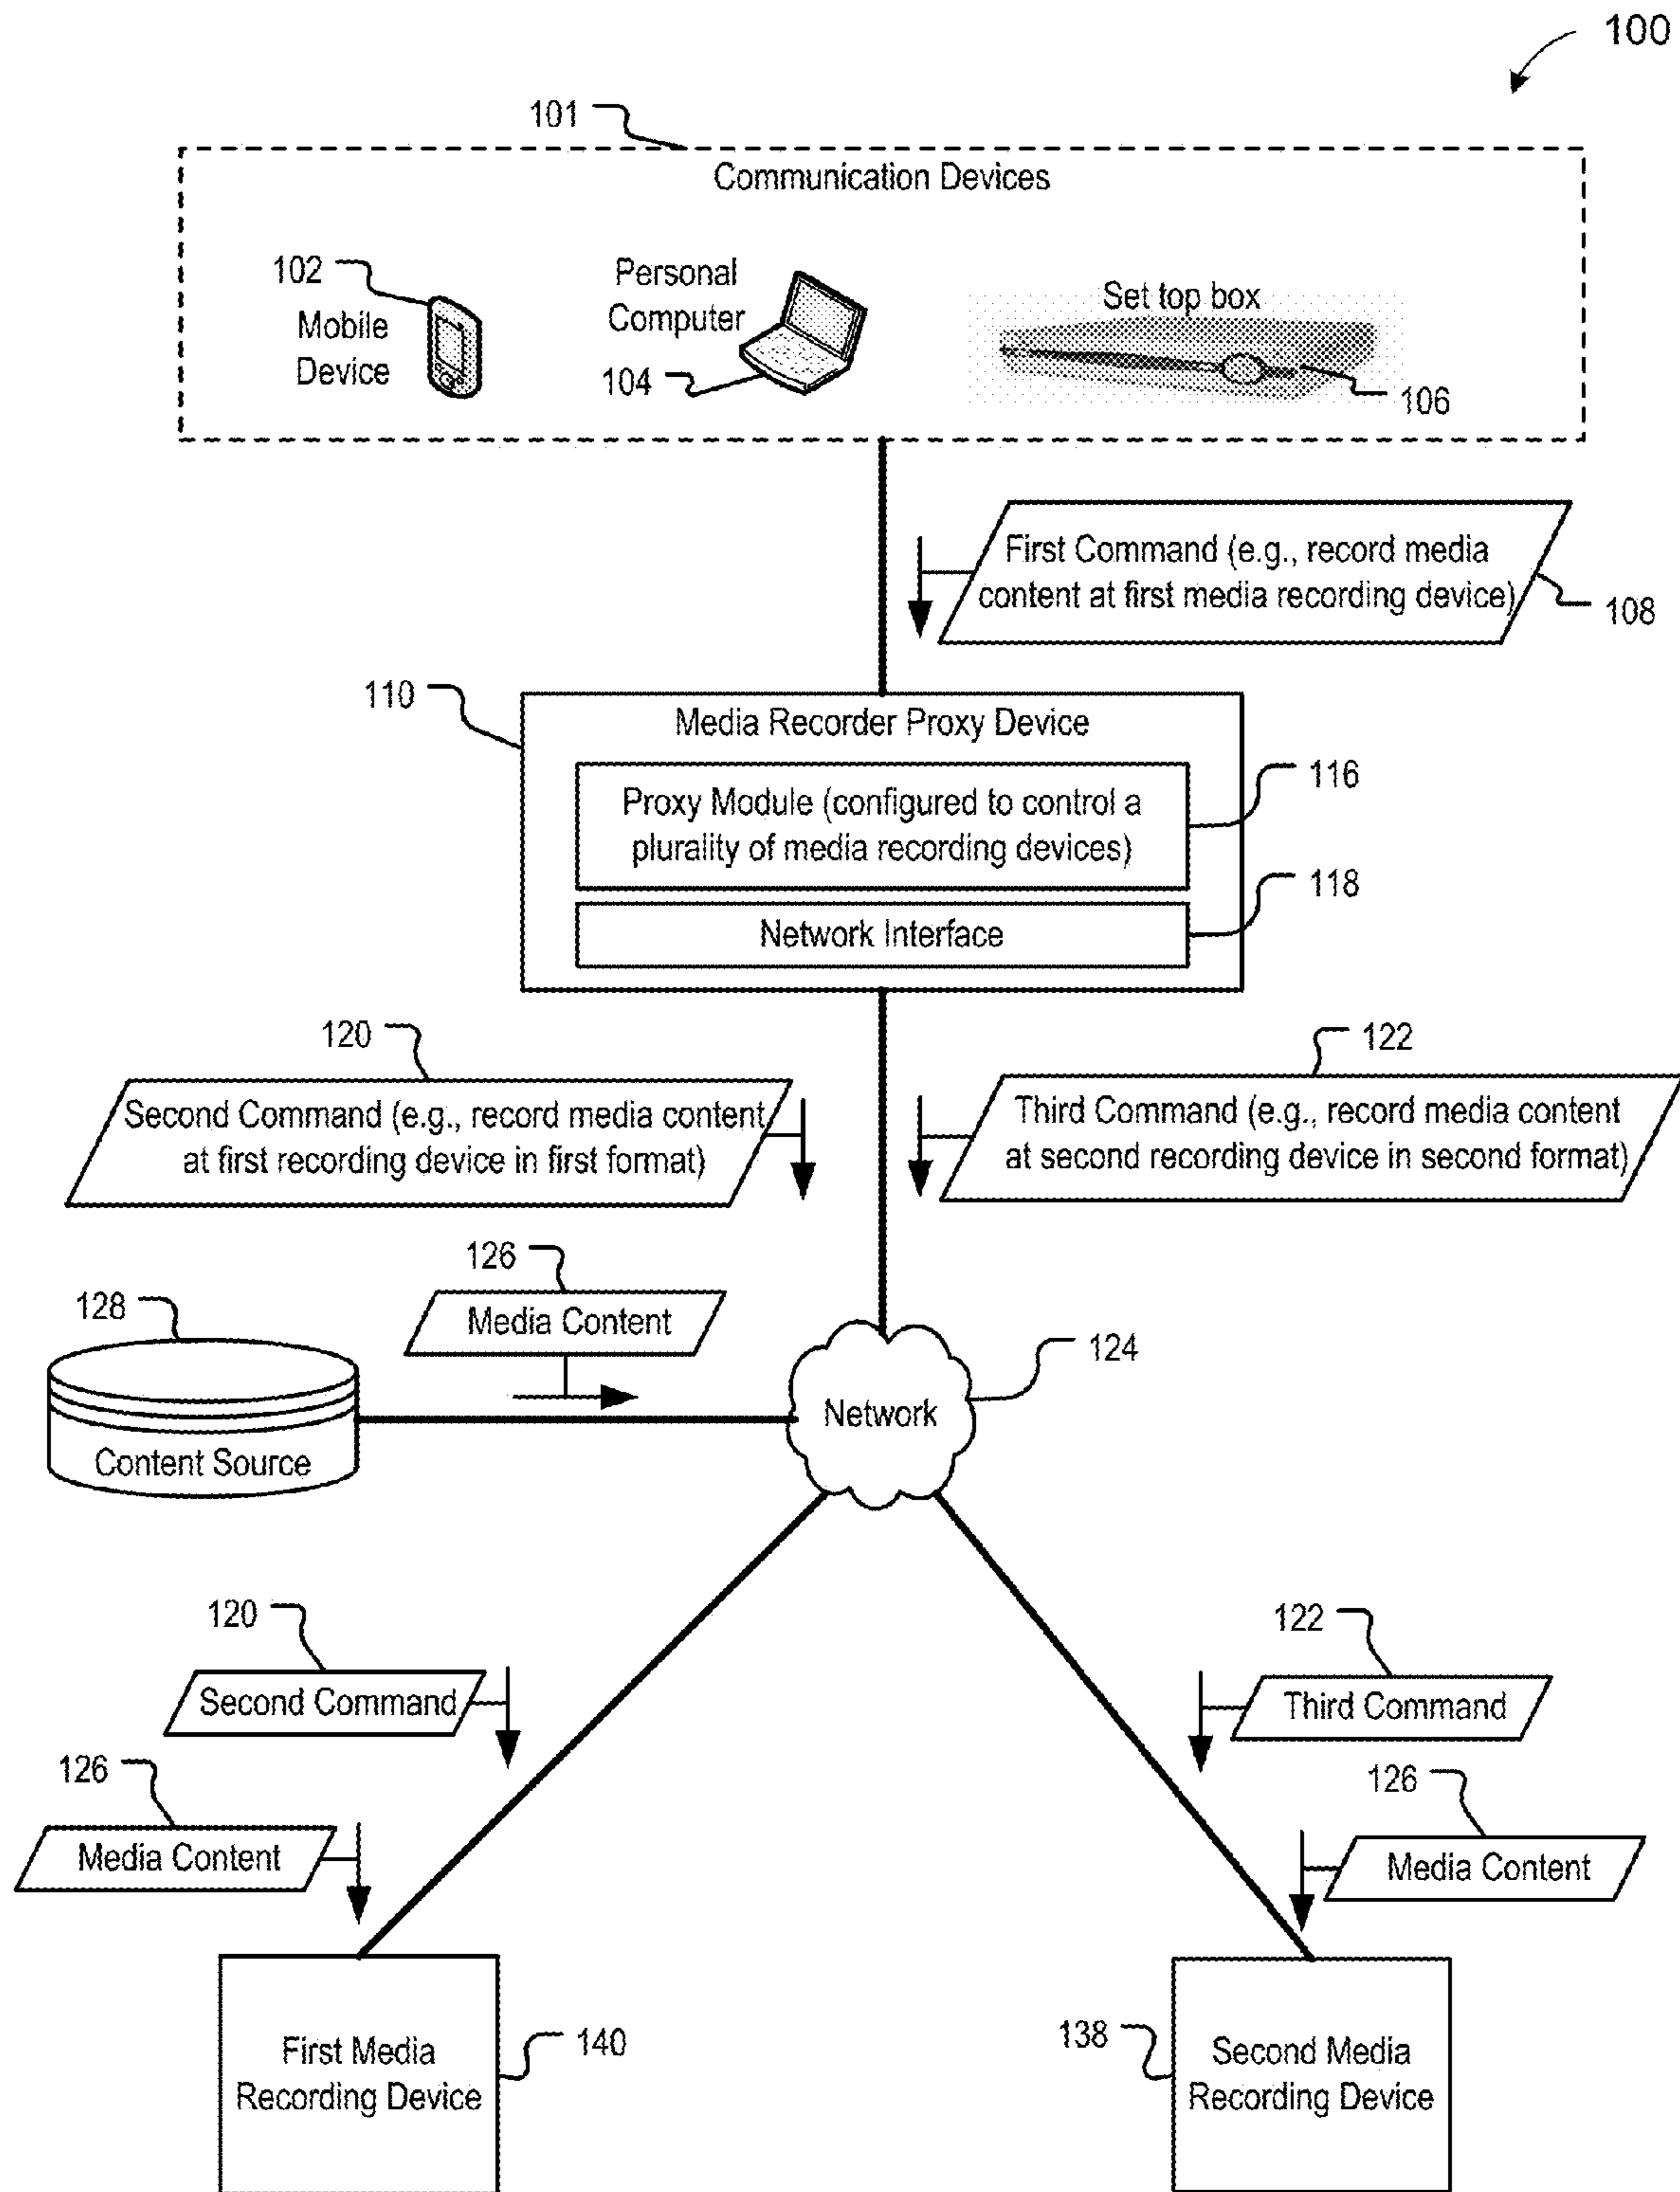 100
101
Communication Devices
102
Mobile
Device
Personal
Computer
104
Set top box
106
First Command (e.g., record media
content at first media recording device)
108
110
Media Recorder Proxy Device
Proxy Module (configured to control a
plurality of media recording devices)
116
Network Interface
118
120
Second Command (e.g., record media content
at first recording device in first format)
122
Third Command (e.g., record media content
at second recording device in second format)
126
Media Content
128
Content Source
Network
124
120
Second Command
122
Third Command
126
Media Content
126
Media Content
First Media
Recording Device
140
138
Second Media
Recording Device